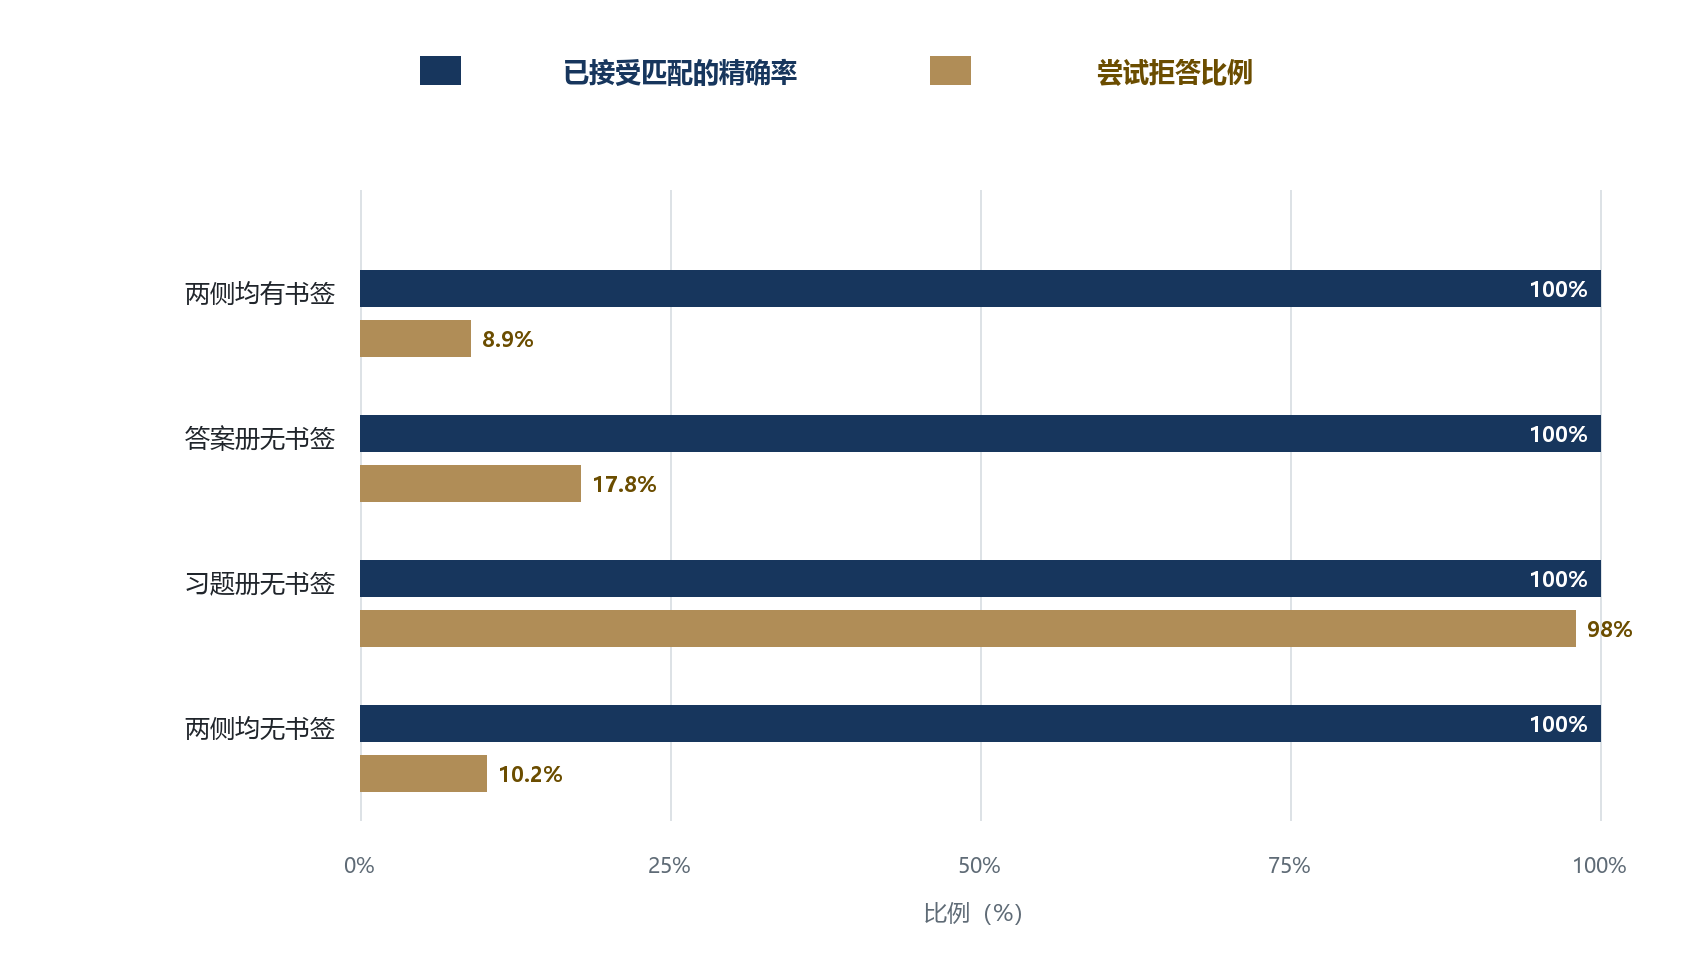 已接受匹配的精确率 尝试拒答比例
两侧均有书签 100%
8.9%
答案册无书签 100%
17.8%
习题册无书签 100%
98%
两侧均无书签 100%
10.2%
0% 25% 50% 75% 100%
比例（%）